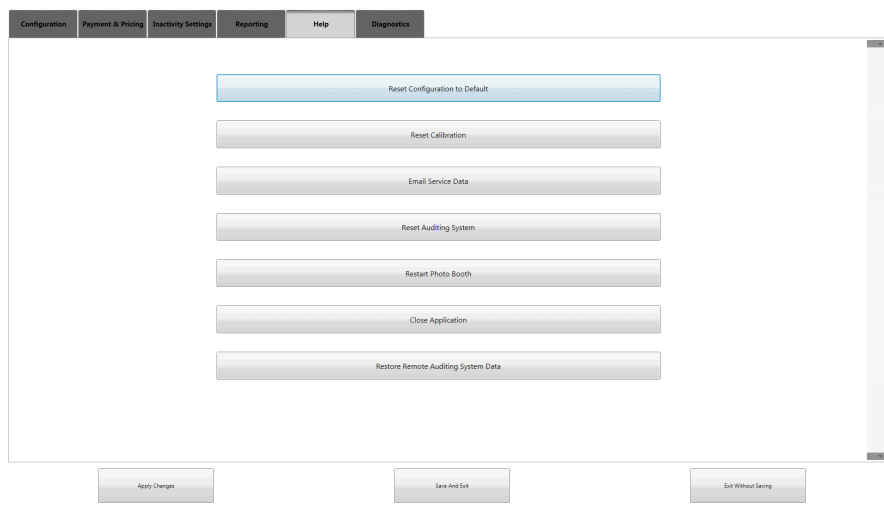 Configuration Payment & Pricing Inactivity Settings Reporting Help Diagnostics
Reset Configuration to Default
Reset Calibration
Email Service Data
Reset Auditing System
Restart Photo Booth
Close Application
Restore Remote Auditing System Data
Apply Changes Save And Exit Exit Without Saving